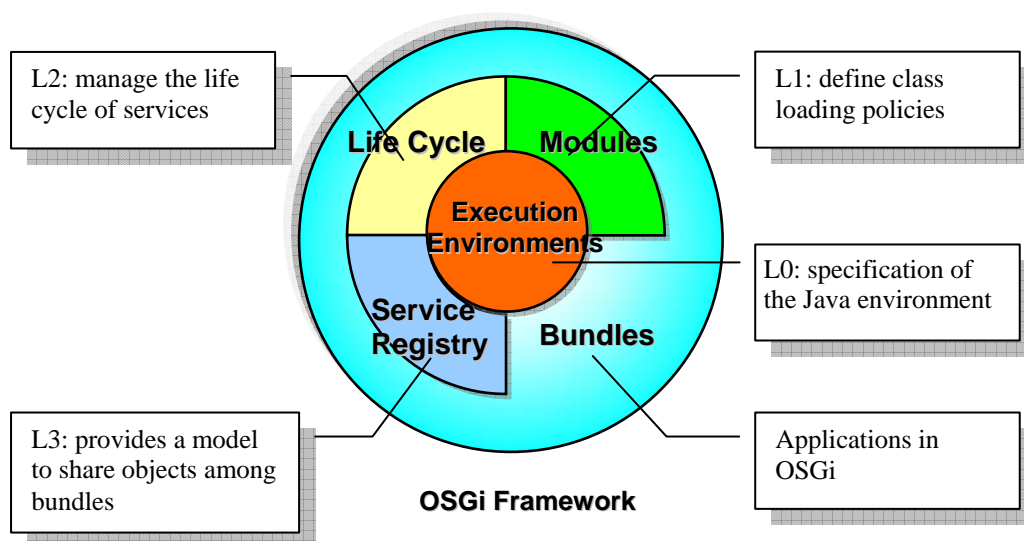 L2: manage the life
cycle of services
L1: define class
loading policies
Life Cycle
Modules
Execution
Environments
L0: specification of
the Java environment
Service
Registry
Bundles
L3: provides a model
to share objects among
bundles
Applications in
OSGi
OSGi Framework